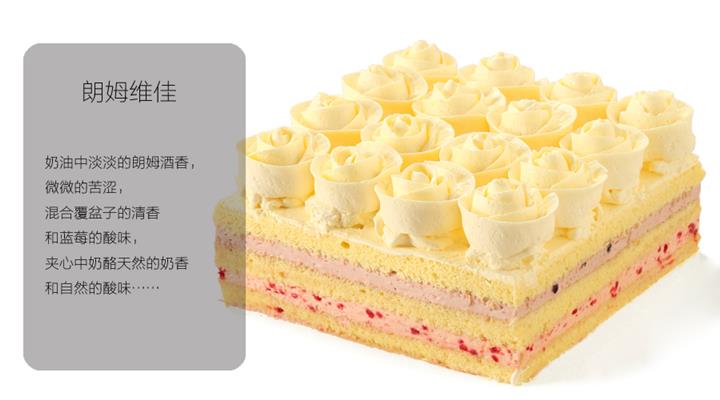 朗姆维佳
奶油中淡淡的朗姆酒香，
微微的苦涩，
混合覆盆子的清香
和蓝莓的酸味，
夹心中奶酪天然的奶香
和自然的酸味……